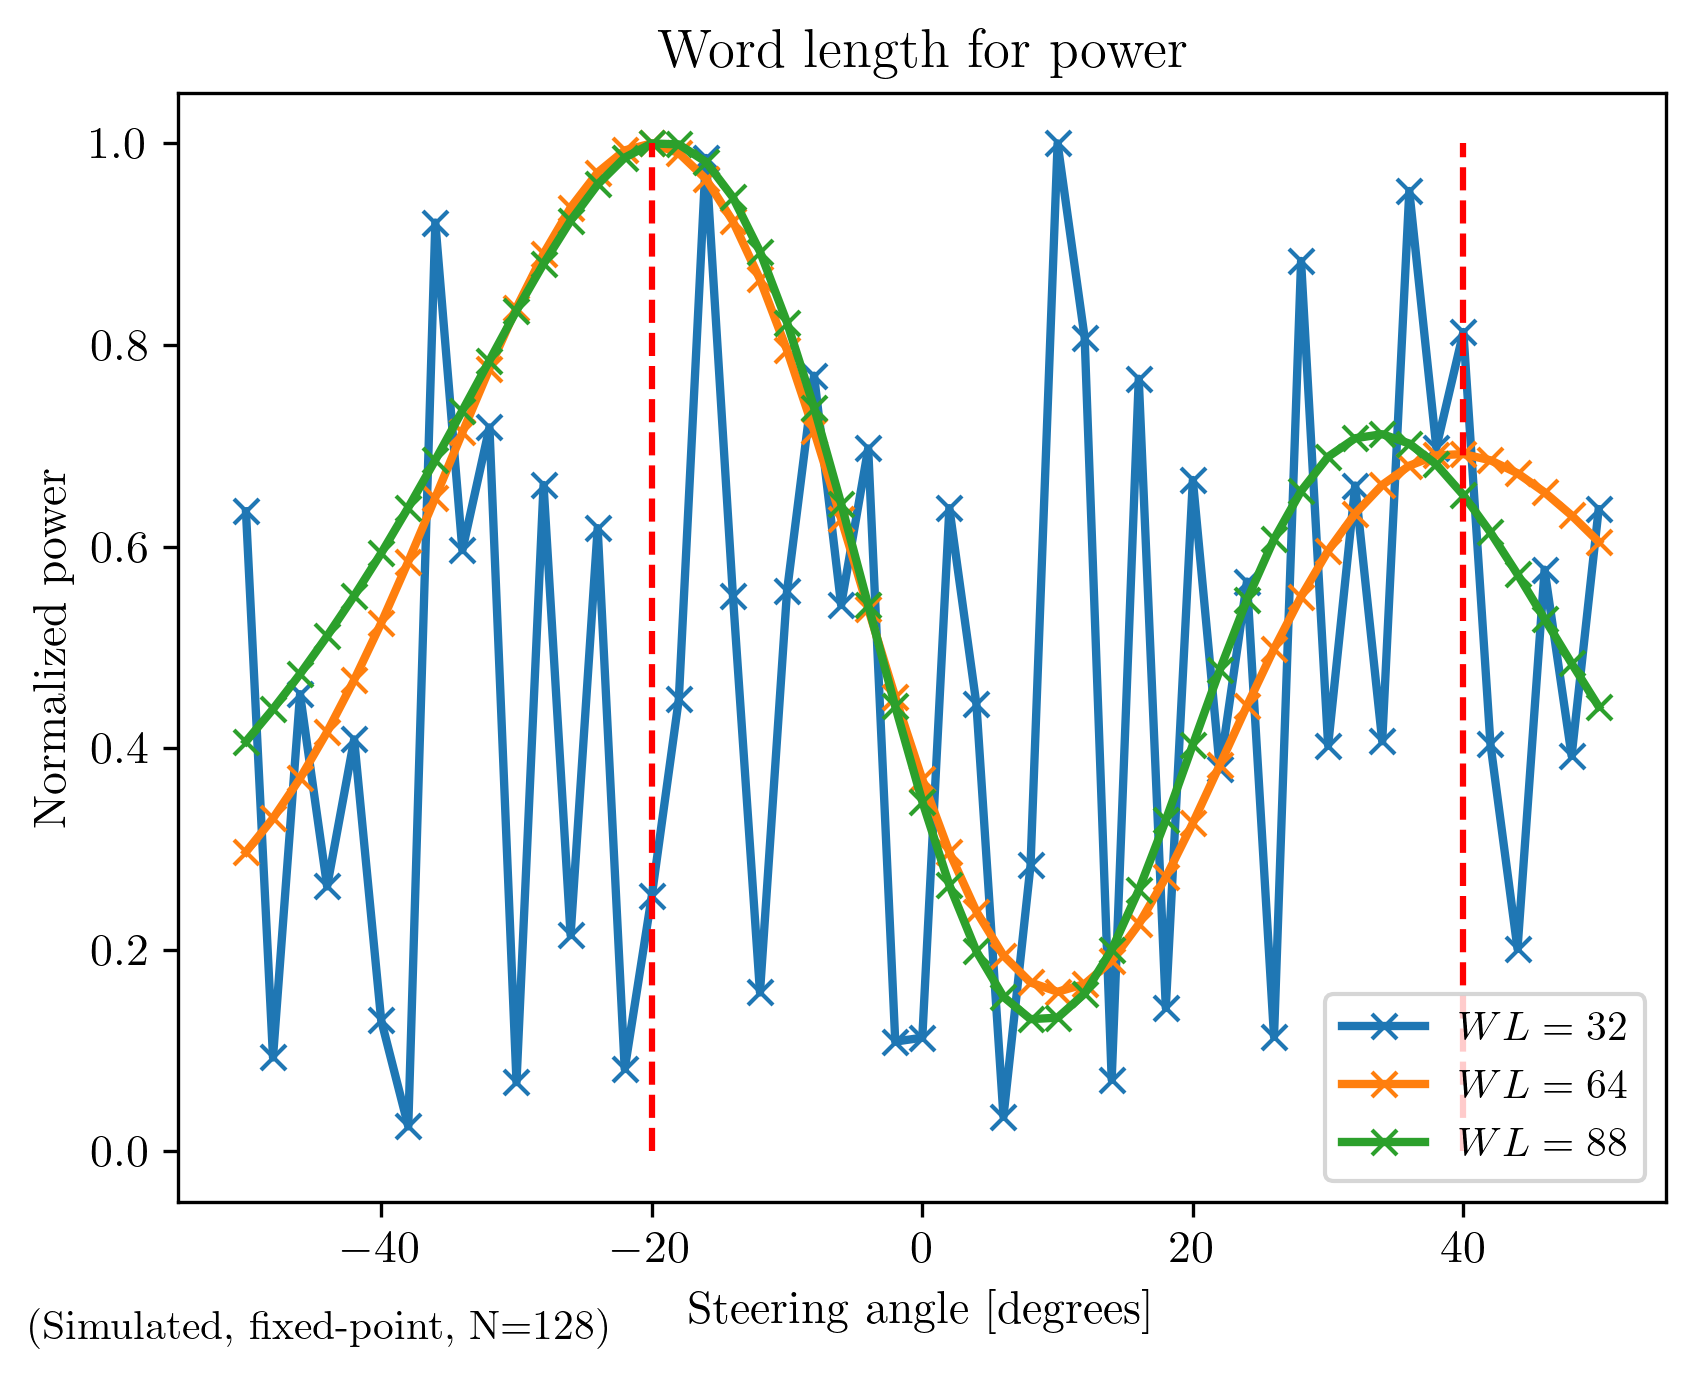 Word length for power
Normalized power
1.0
0.8
0.6
0.4
0.2
0.0
WL = 32
WL = 64
WL = 88
−40
−20
0
20
40
Steering angle [degrees]
(Simulated, fixed-point, N=128)